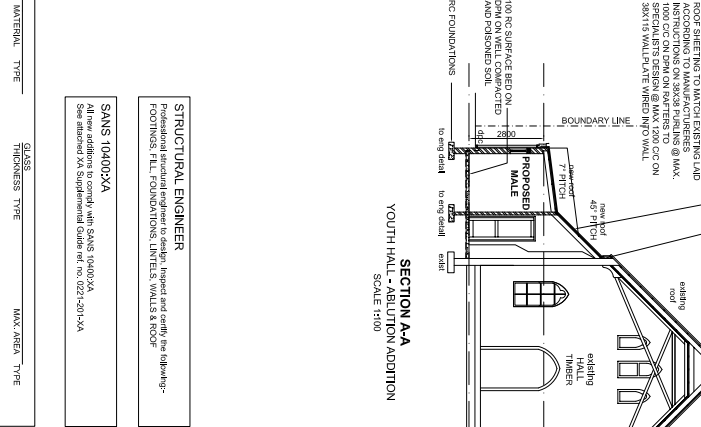 ROOF SHEETING TO MATCH EXISTING LAID
ACCORDING TO MANUFACTURERES
INSTRUCTIONS ON 38X38 PURLINS @ MAX.
1000 C/C ON DPM ON RAFTERS TO
SPECIALISTS DESIGN @ MAX 1200 C/C ON
38X115 WALLPLATE WIRED INTO WALL
BOUNDARY LINE
existing
roof
new roof
45° PITCH
new roof
7° PITCH
existing
HALL
TIMBER
PROPOSED
MALE
2800
dpc
100 RC SURFACE BED ON
DPM ON WELL COMPACTED
AND POISONED SOIL
RC FOUNDATIONS
to eng detail
to eng detail
exist
SECTION A-A
YOUTH HALL - ABLUTION ADDITION
SCALE 1:100
STRUCTURAL ENGINEER
Professional structural engineer to design, inspect and certify the following:-
FOOTINGS, FILL, FOUNDATIONS, LINTELS, WALLS & ROOF
SANS 10400:XA
All new additions to comply with SANS 10400:XA
See attached XA Supplemental Guide ref. no. 0221-201-XA
GLASS
MATERIAL TYPE THICKNESS TYPE MAX. AREA TYPE